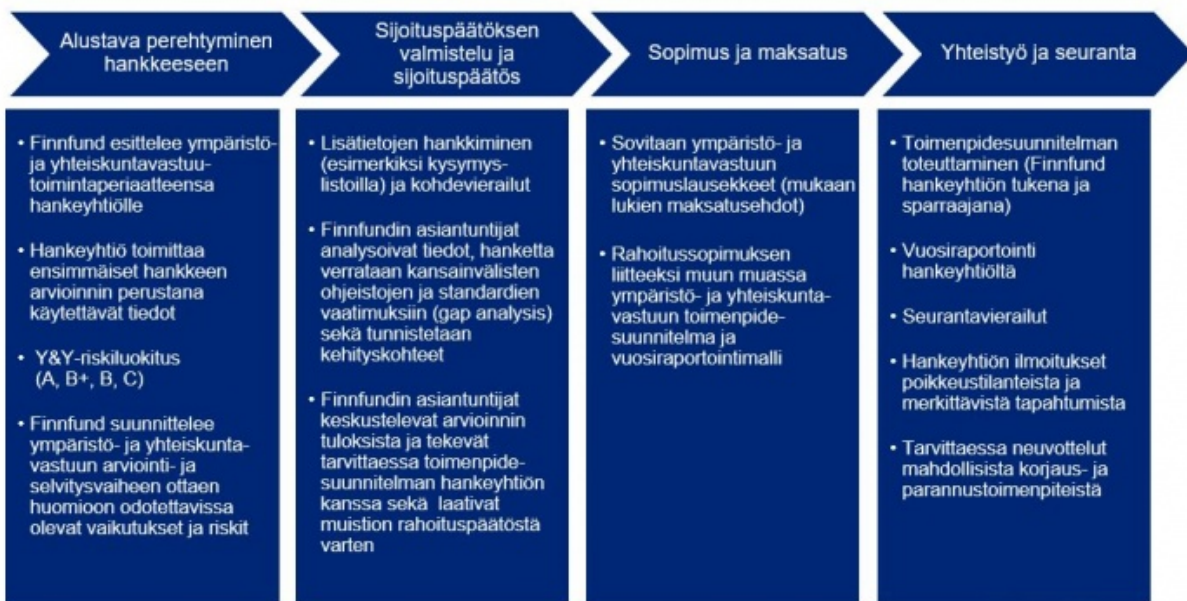 Alustava perehtyminen
hankkeeseen
Sijoituspäätöksen
valmistelu ja
sijoituspäätös
Sopimus ja maksatus
Yhteistyö ja seuranta
• Finnfund esittelee ympäristö-
ja yhteiskuntavastuu-
toimintaperiaatteensa
hankeyhtiölle
• Hankeyhtiö toimittaa
ensimmäiset hankkeen
arvioinnin perustana
käytettävät tiedot
• Y&Y-riskiluokitus
(A, B+, B, C)
• Finnfund suunnittelee
ympäristö- ja yhteiskunta-
vastuun arviointi- ja
selvitysvaiheen ottaen
huomioon odotettavissa
olevat vaikutukset ja riskit
• Lisätietojen hankkiminen
(esimerkiksi kysymys-
listoilla) ja kohdevierailut
• Finnfundin asiantuntijat
analysoivat tiedot, hanketta
verrataan kansainvälisten
ohjeistojen ja standardien
vaatimuksiin (gap analysis)
sekä tunnistetaan
kehityskohteet
• Finnfundin asiantuntijat
keskustelevat arvioinnin
tuloksista ja tekevät
tarvittaessa toimenpide-
suunnitelman hankeyhtiön
kanssa sekä laativat
muistion rahoituspäätöstä
varten
• Sovitaan ympäristö- ja
yhteiskuntavastuun
sopimuslausekkeet (mukaan
lukien maksatusehdot)
• Rahoitussopimuksen
liitteeksi muun muassa
ympäristö- ja yhteiskunta-
vastuun toimenpide-
suunnitelma ja
vuosiraportointimalli
• Toimenpidesuunnitelman
toteuttaminen (Finnfund
hankeyhtiön tukena ja
sparraajana)
• Vuosiraportointi
hankeyhtiöltä
• Seurantavierailut
• Hankeyhtiön ilmoitukset
poikkeustilanteista ja
merkittävistä tapahtumista
• Tarvittaessa neuvottelut
mahdollisista korjaus- ja
parannustoimenpiteistä